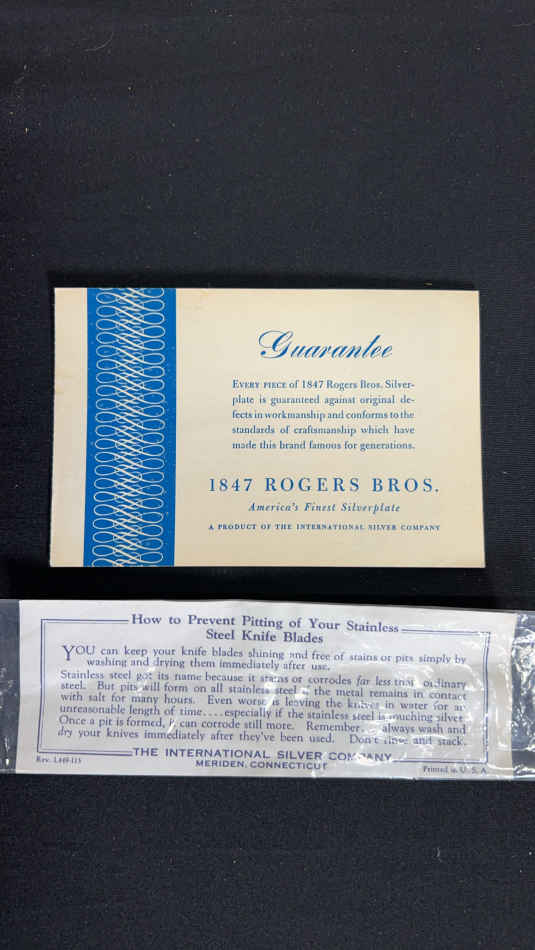 Guarantee
EVERY PIECE of 1847 Rogers Bros. Silver-
plate is guaranteed against original de-
fects in workmanship and conforms to the
standards of craftsmanship which have
made this brand famous for generations.
1847 ROGERS BROS.
America's Finest Silverplate
A PRODUCT OF THE INTERNATIONAL SILVER COMPANY
How to Prevent Pitting of Your Stainless
Steel Knife Blades
YOU can keep your knife blades shining and free of stains or pits simply by
washing and drying them immediately after use.
Stainless steel got its name because it stains or corrodes far less than ordinary
steel. But pits will form on all stainless steel if the metal remains in contact
with salt for many hours. Even worse is leaving the knives in water for an
unreasonable length of time....especially if the stainless steel is touching silver.
Once a pit is formed, it can corrode still more. Remember... always wash and
dry your knives immediately after they've been used. Don't rinse and stack.
THE INTERNATIONAL SILVER COMPANY
MERIDEN, CONNECTICUT
Rev. 1,449-115
Printed in U. S. A.